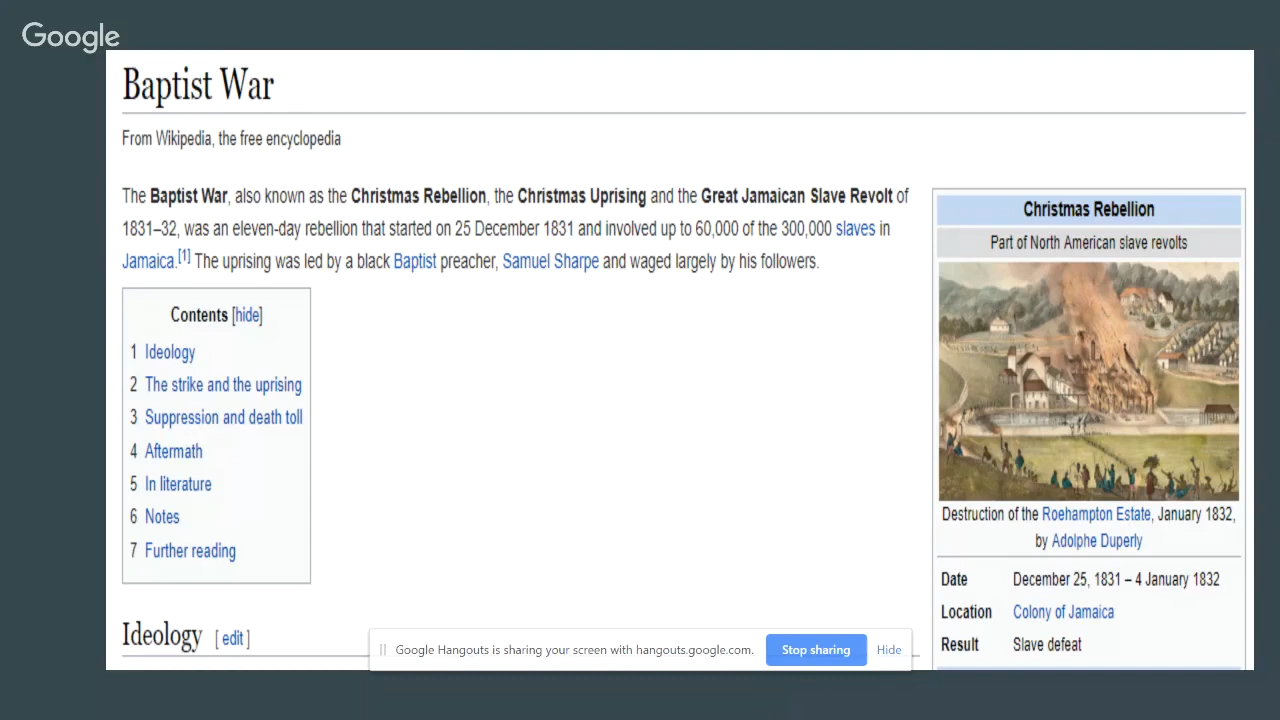 Google
Baptist War
From Wikipedia, the free encyclopedia
The Baptist War, also known as the Christmas Rebellion, the Christmas Uprising and the Great Jamaican Slave Revolt of
1831–32, was an eleven-day rebellion that started on 25 December 1831 and involved up to 60,000 of the 300,000 slaves in
Jamaica.[1] The uprising was led by a black Baptist preacher, Samuel Sharpe and waged largely by his followers.
Contents [hide]
1 Ideology
2 The strike and the uprising
3 Suppression and death toll
4 Aftermath
5 In literature
6 Notes
7 Further reading
Ideology [ edit ]
Christmas Rebellion
Part of North American slave revolts
Destruction of the Roehampton Estate, January 1832,
by Adolphe Duperly
Date December 25, 1831 – 4 January 1832
Location Colony of Jamaica
Result Slave defeat
Google Hangouts is sharing your screen with hangouts.google.com. Stop sharing Hide